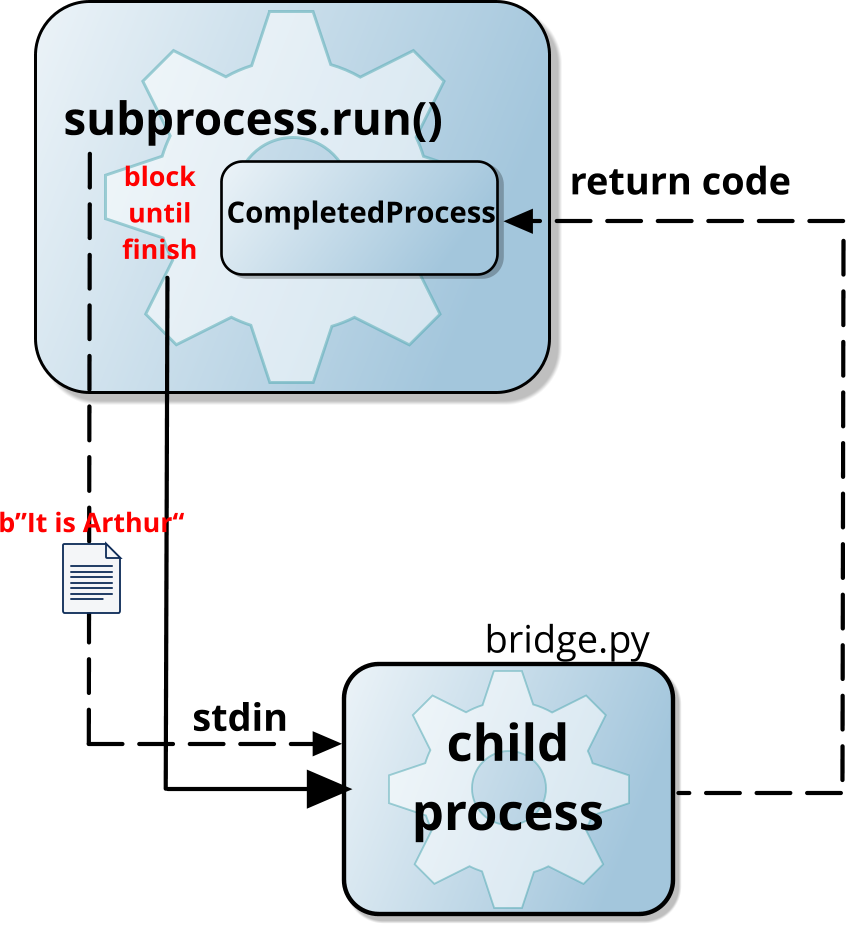 subprocess.run()
block
until
finish
CompletedProcess
return code
b”It is Arthur“
bridge.py
stdin
child
process